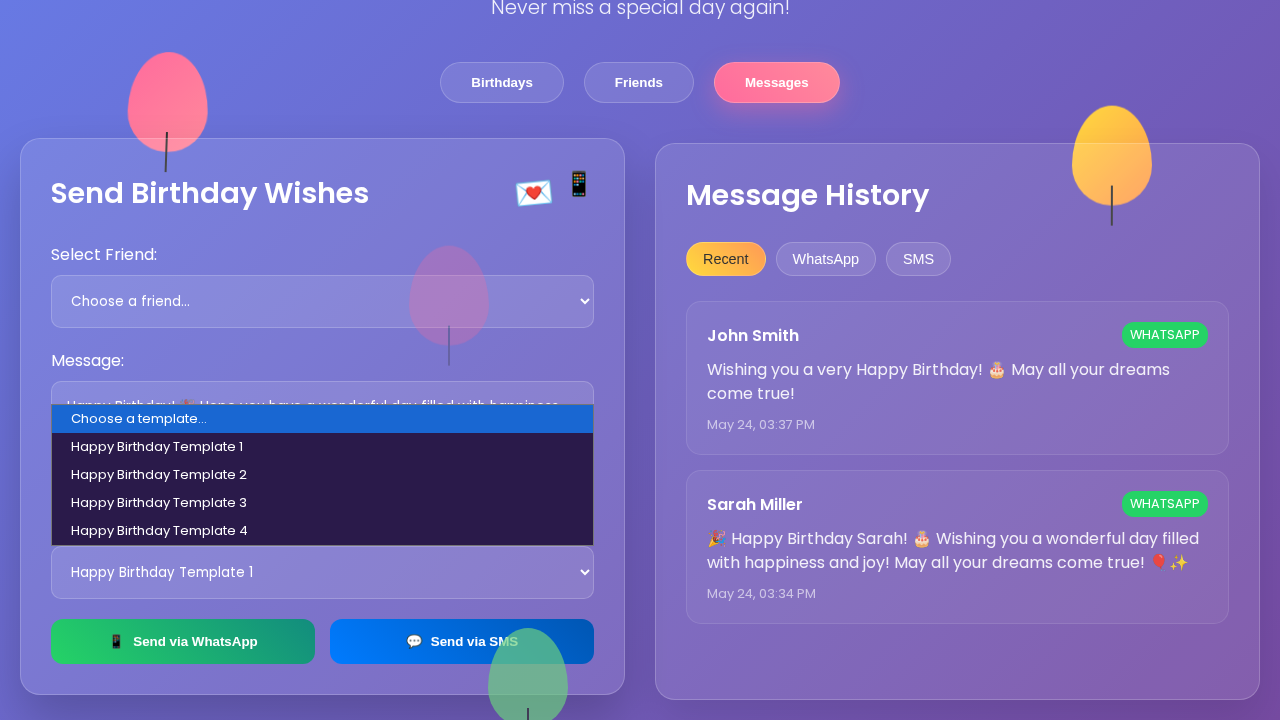 Never miss a special day again!
Birthdays
Friends
Messages
Send Birthday Wishes
Select Friend:
Choose a friend...
Message:
Happy Birthday! 🎂 Hope you have a wonderful day filled with happiness
Choose a template...
Happy Birthday Template 1
Happy Birthday Template 2
Happy Birthday Template 3
Happy Birthday Template 4
Happy Birthday Template 1
Send via WhatsApp
Send via SMS
Message History
Recent
WhatsApp
SMS
John Smith
WHATSAPP
Wishing you a very Happy Birthday! 🎂 May all your dreams
come true!
May 24, 03:37 PM
Sarah Miller
WHATSAPP
🎉 Happy Birthday Sarah! 🎂 Wishing you a wonderful day filled
with happiness and joy! May all your dreams come true! 🎈✨
May 24, 03:34 PM